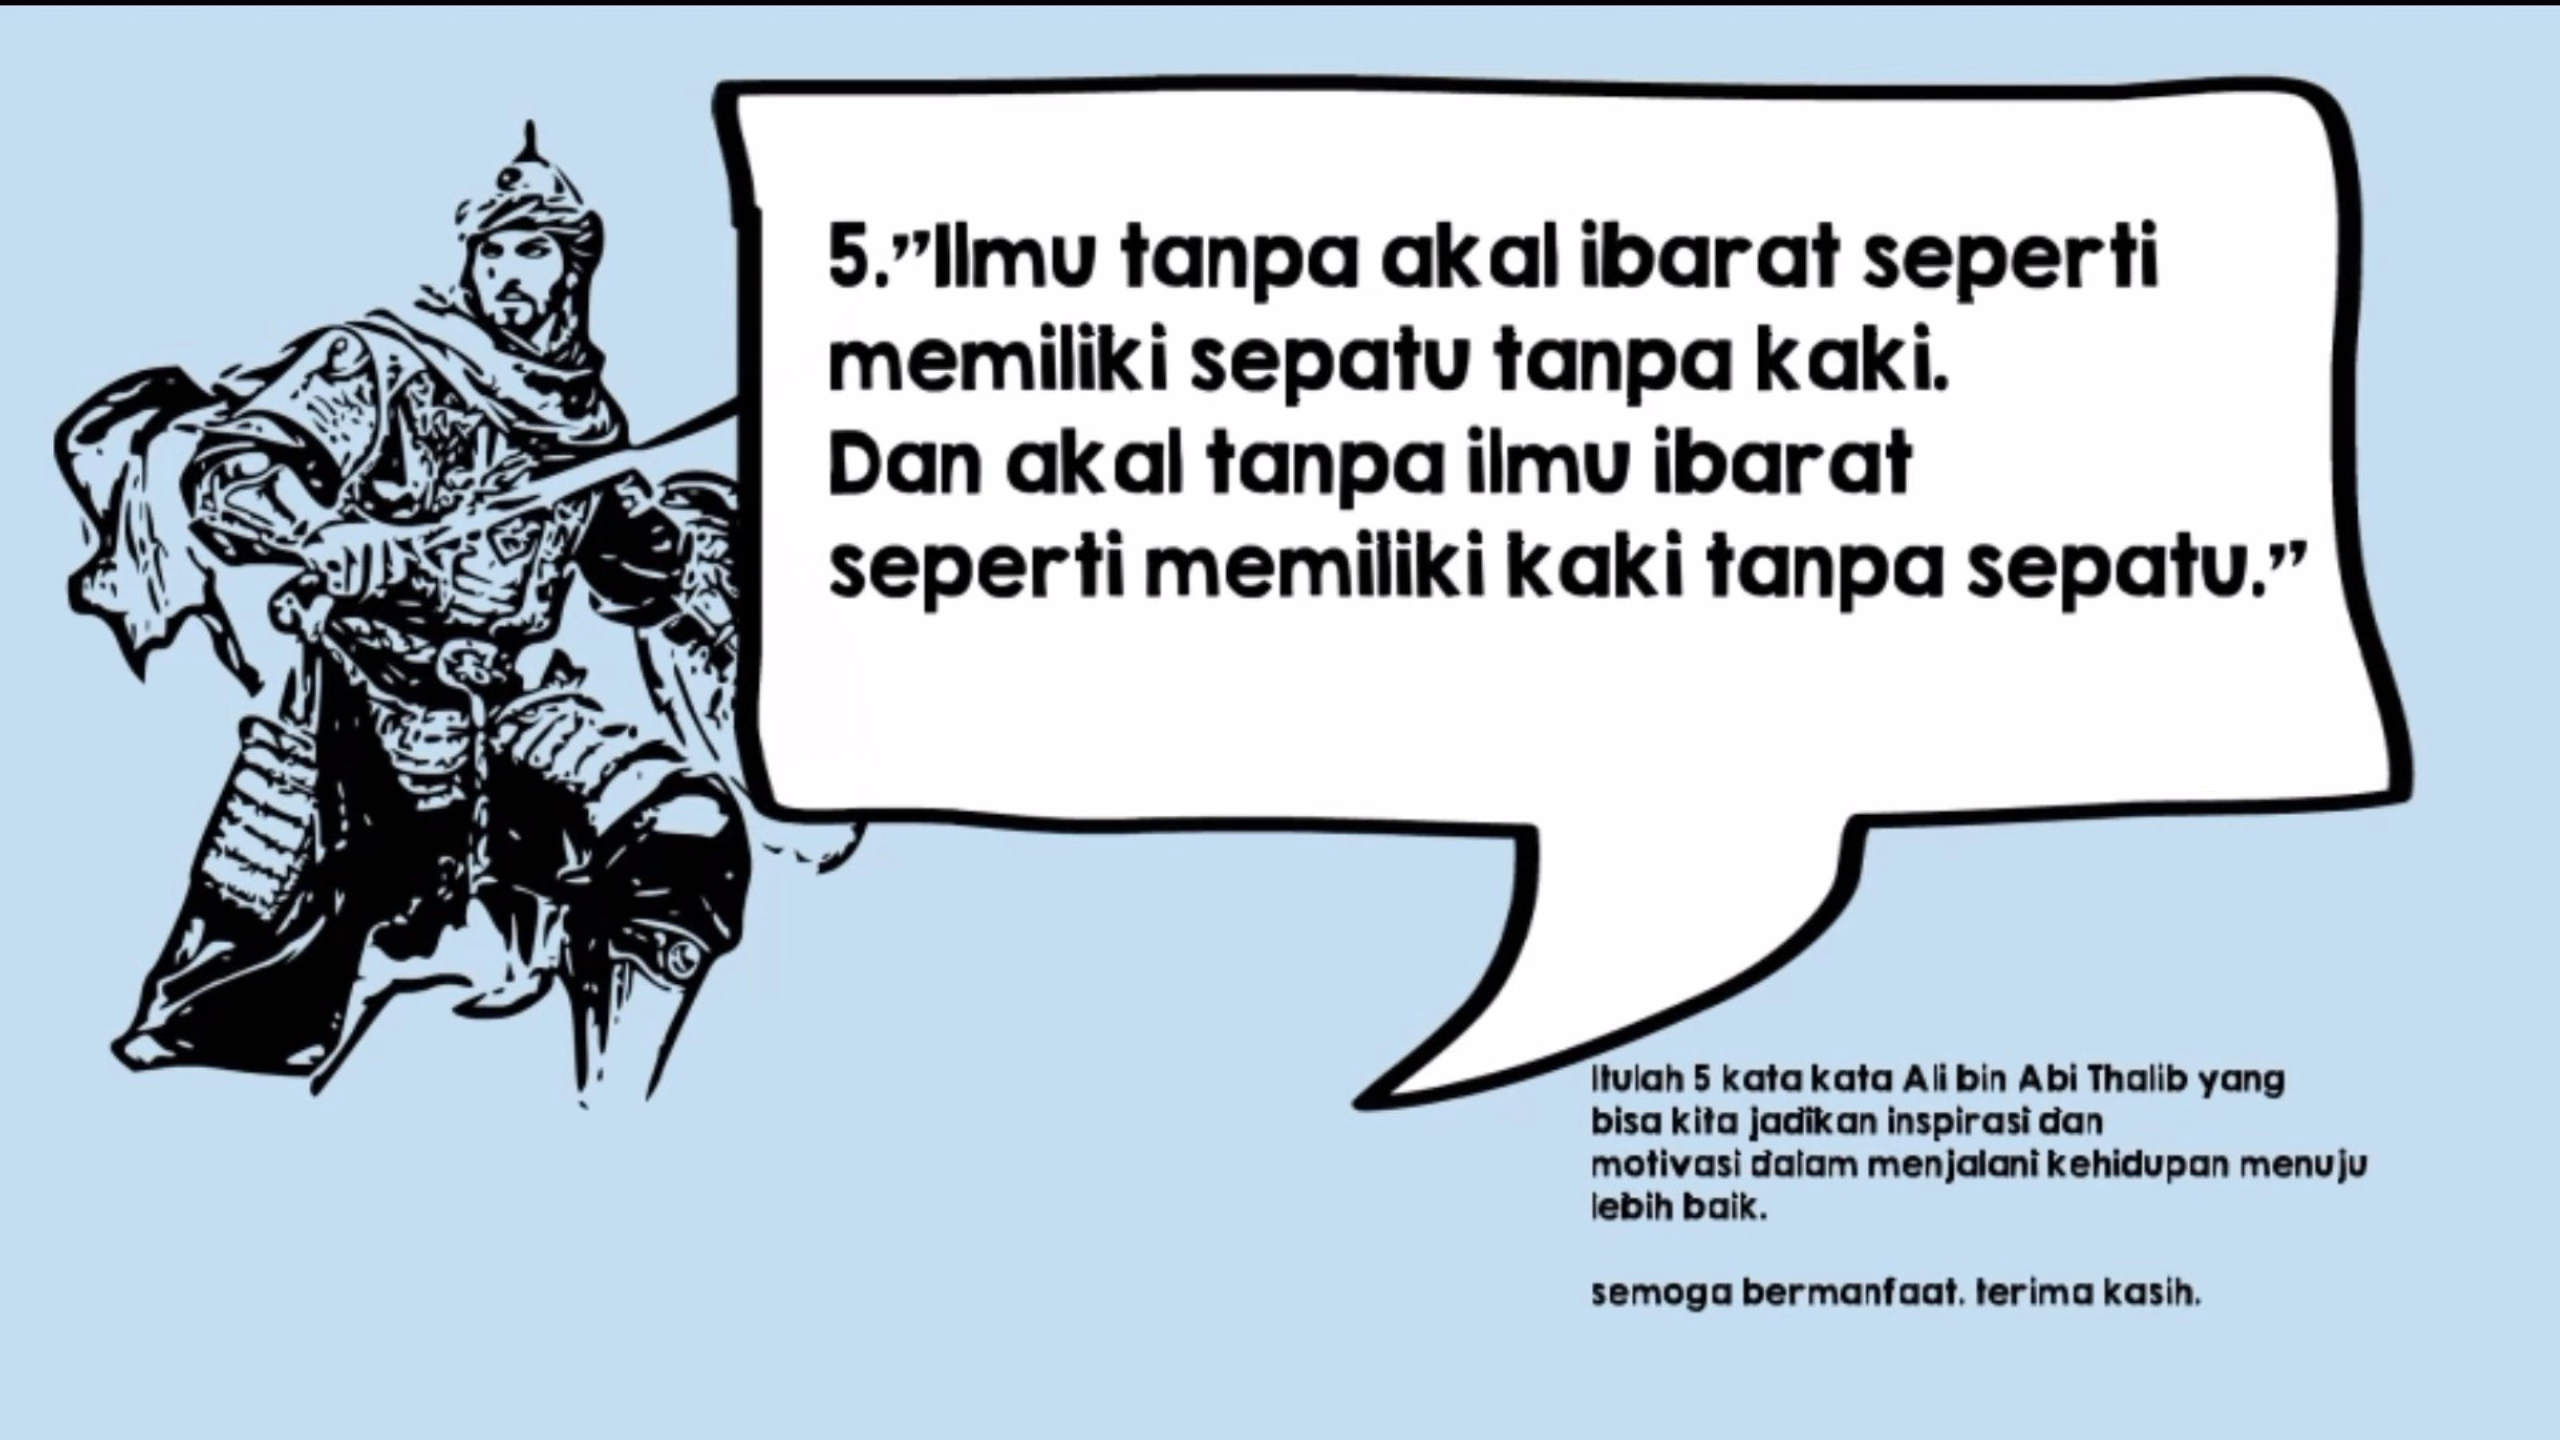 5.”Ilmu tanpa akal ibarat seperti
memiliki sepatu tanpa kaki.
Dan akal tanpa ilmu ibarat
seperti memiliki kaki tanpa sepatu.”
Itulah 5 kata kata Ali bin Abi Thalib yang
bisa kita jadikan inspirasi dan
motivasi dalam menjalani kehidupan menuju
lebih baik.
semoga bermanfaat. terima kasih.